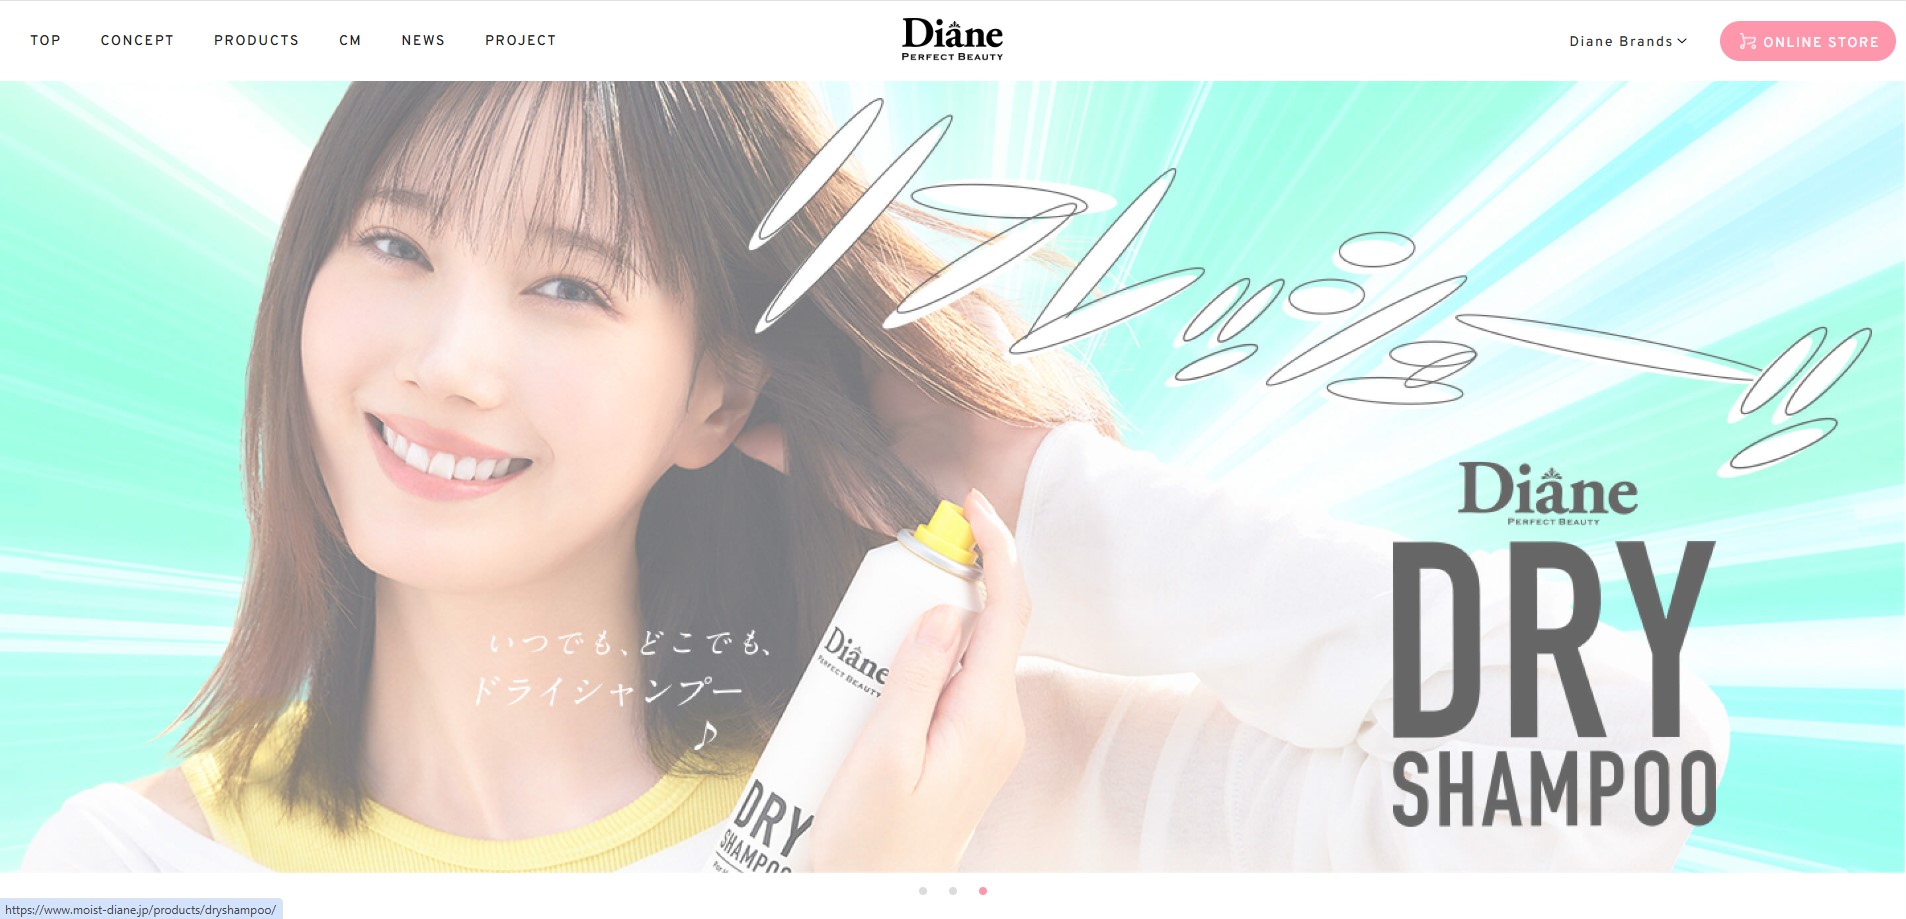 TOP
CONCEPT
PRODUCTS
CM
NEWS
PROJECT
Diane
PERFECT BEAUTY
Diane Brands
ONLINE STORE
リフレッシューッ
いつでも、どこでも、
ドライシャンプー
♪
Diane
PERFECT BEAUTY
DRY
SHAMPOO
Diane
PERFECT BEAUTY
DRY
SHAMPOO
https://www.moist-diane.jp/products/dryshampoo/